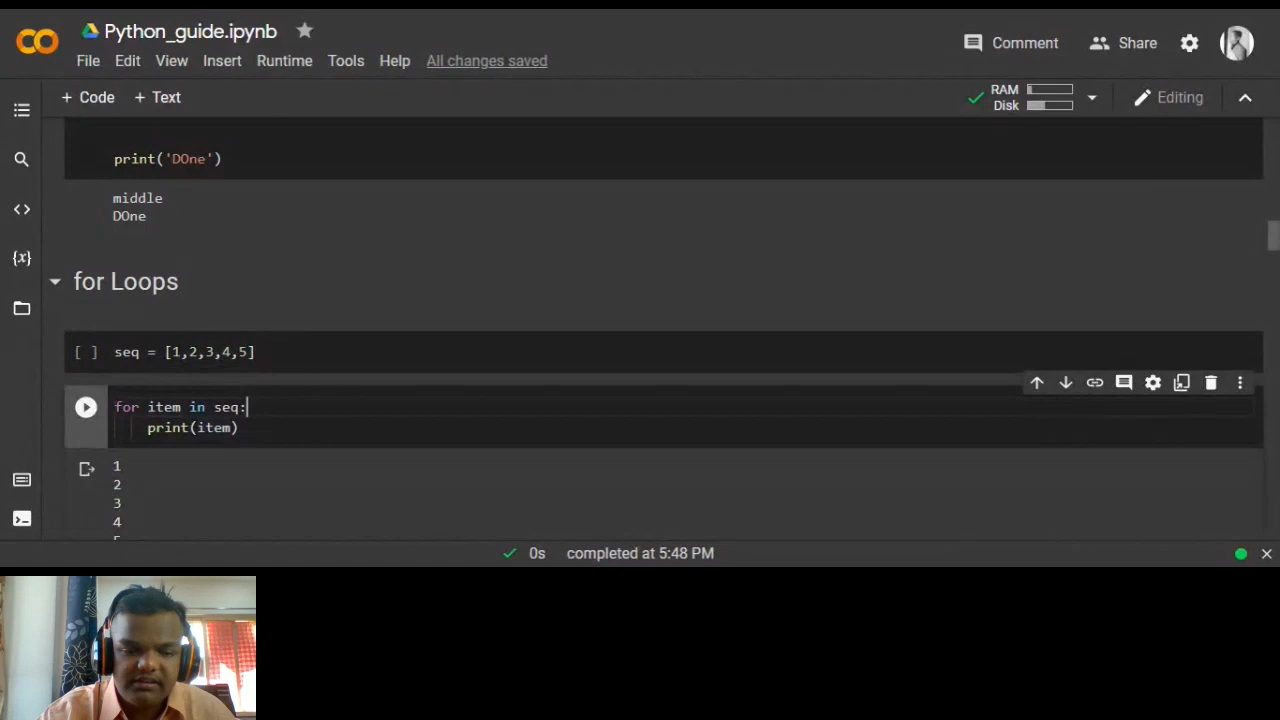 Python_guide.ipynb
Comment Share
File Edit View Insert Runtime Tools Help All changes saved
+ Code + Text
RAM
Disk
Editing
print('DOne')
middle
DOne
for Loops
[ ] seq = [1,2,3,4,5]
for item in seq:
print(item)
1
2
3
4
0s completed at 5:48 PM